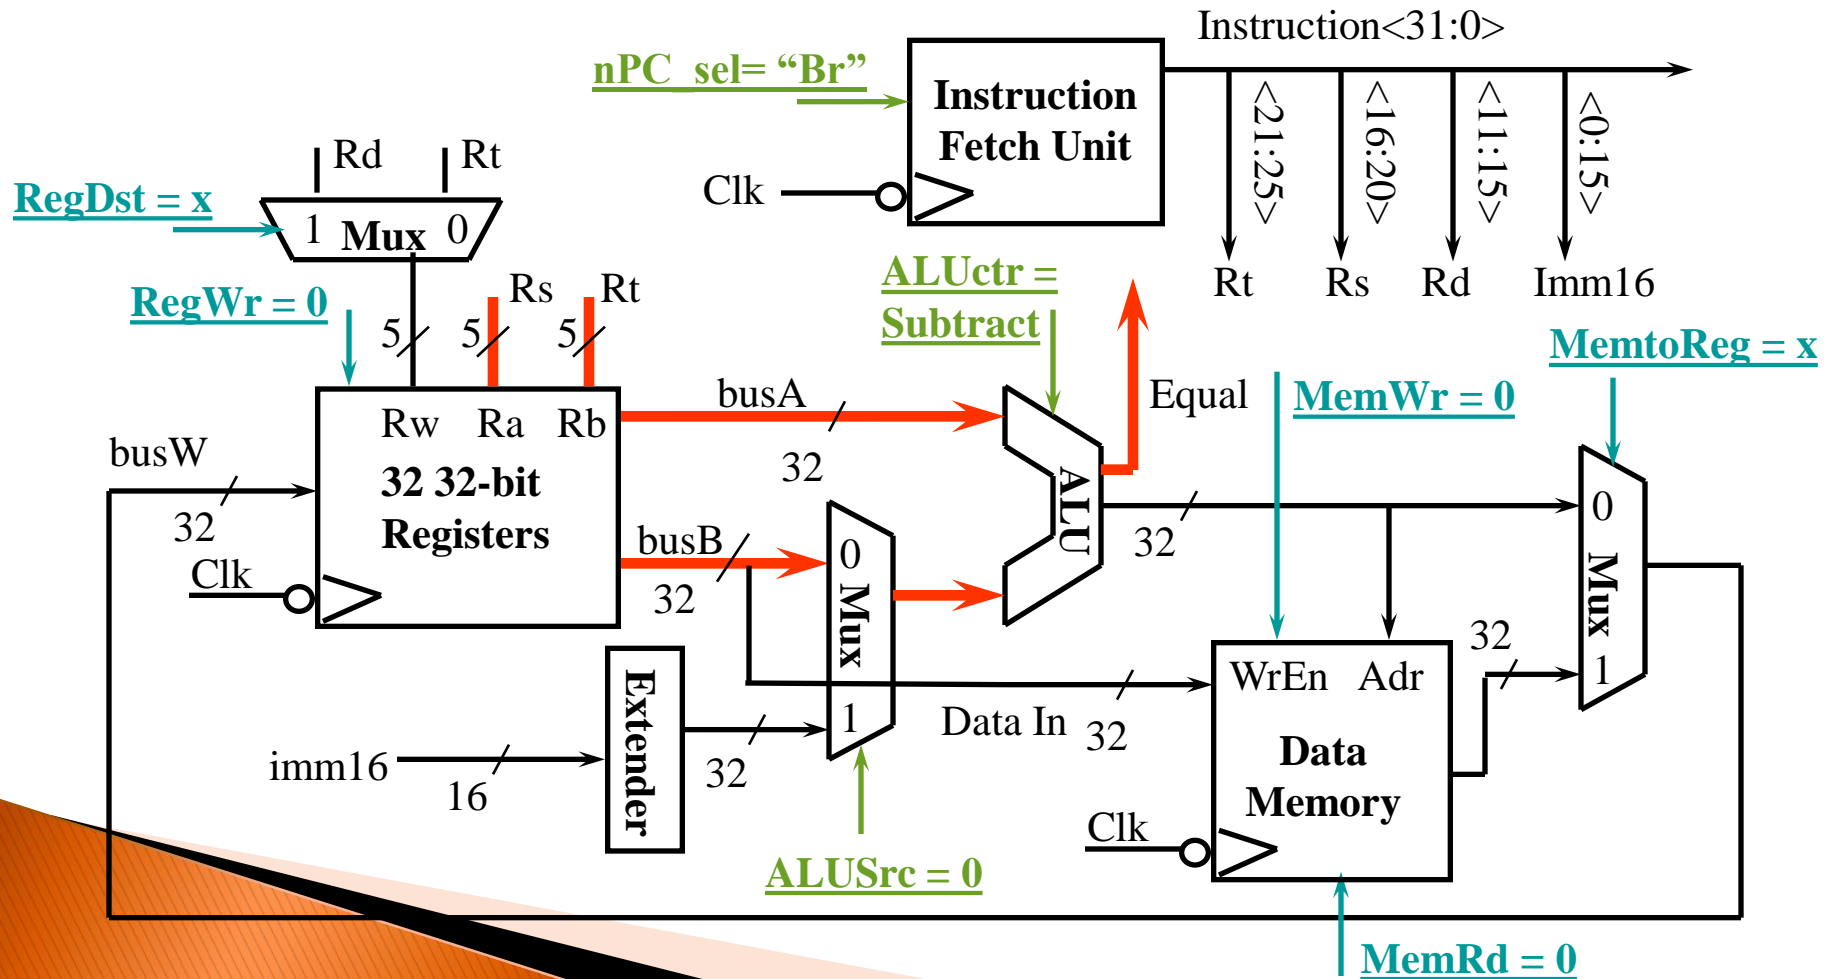 Instruction<31:0>
nPC_sel= “Br”
Instruction
Fetch Unit
<21:25>
<16:20>
<11:15>
<0:15>
Clk
Rt
Rs
Rd
Imm16
Rd
Rt
RegDst = x
1 Mux 0
RegWr = 0
Rs
Rt
5
5
5
ALUctr =
Subtract
Equal
MemWr = 0
MemtoReg = x
busA
32
Rw Ra Rb
32 32-bit
Registers
busW
32
Clk
busB
32
0
Mux
1
ALU
32
0
Mux
1
32
Extender
imm16
16
32
Data In
32
WrEn Adr
Data
Memory
Clk
ALUSrc = 0
MemRd = 0